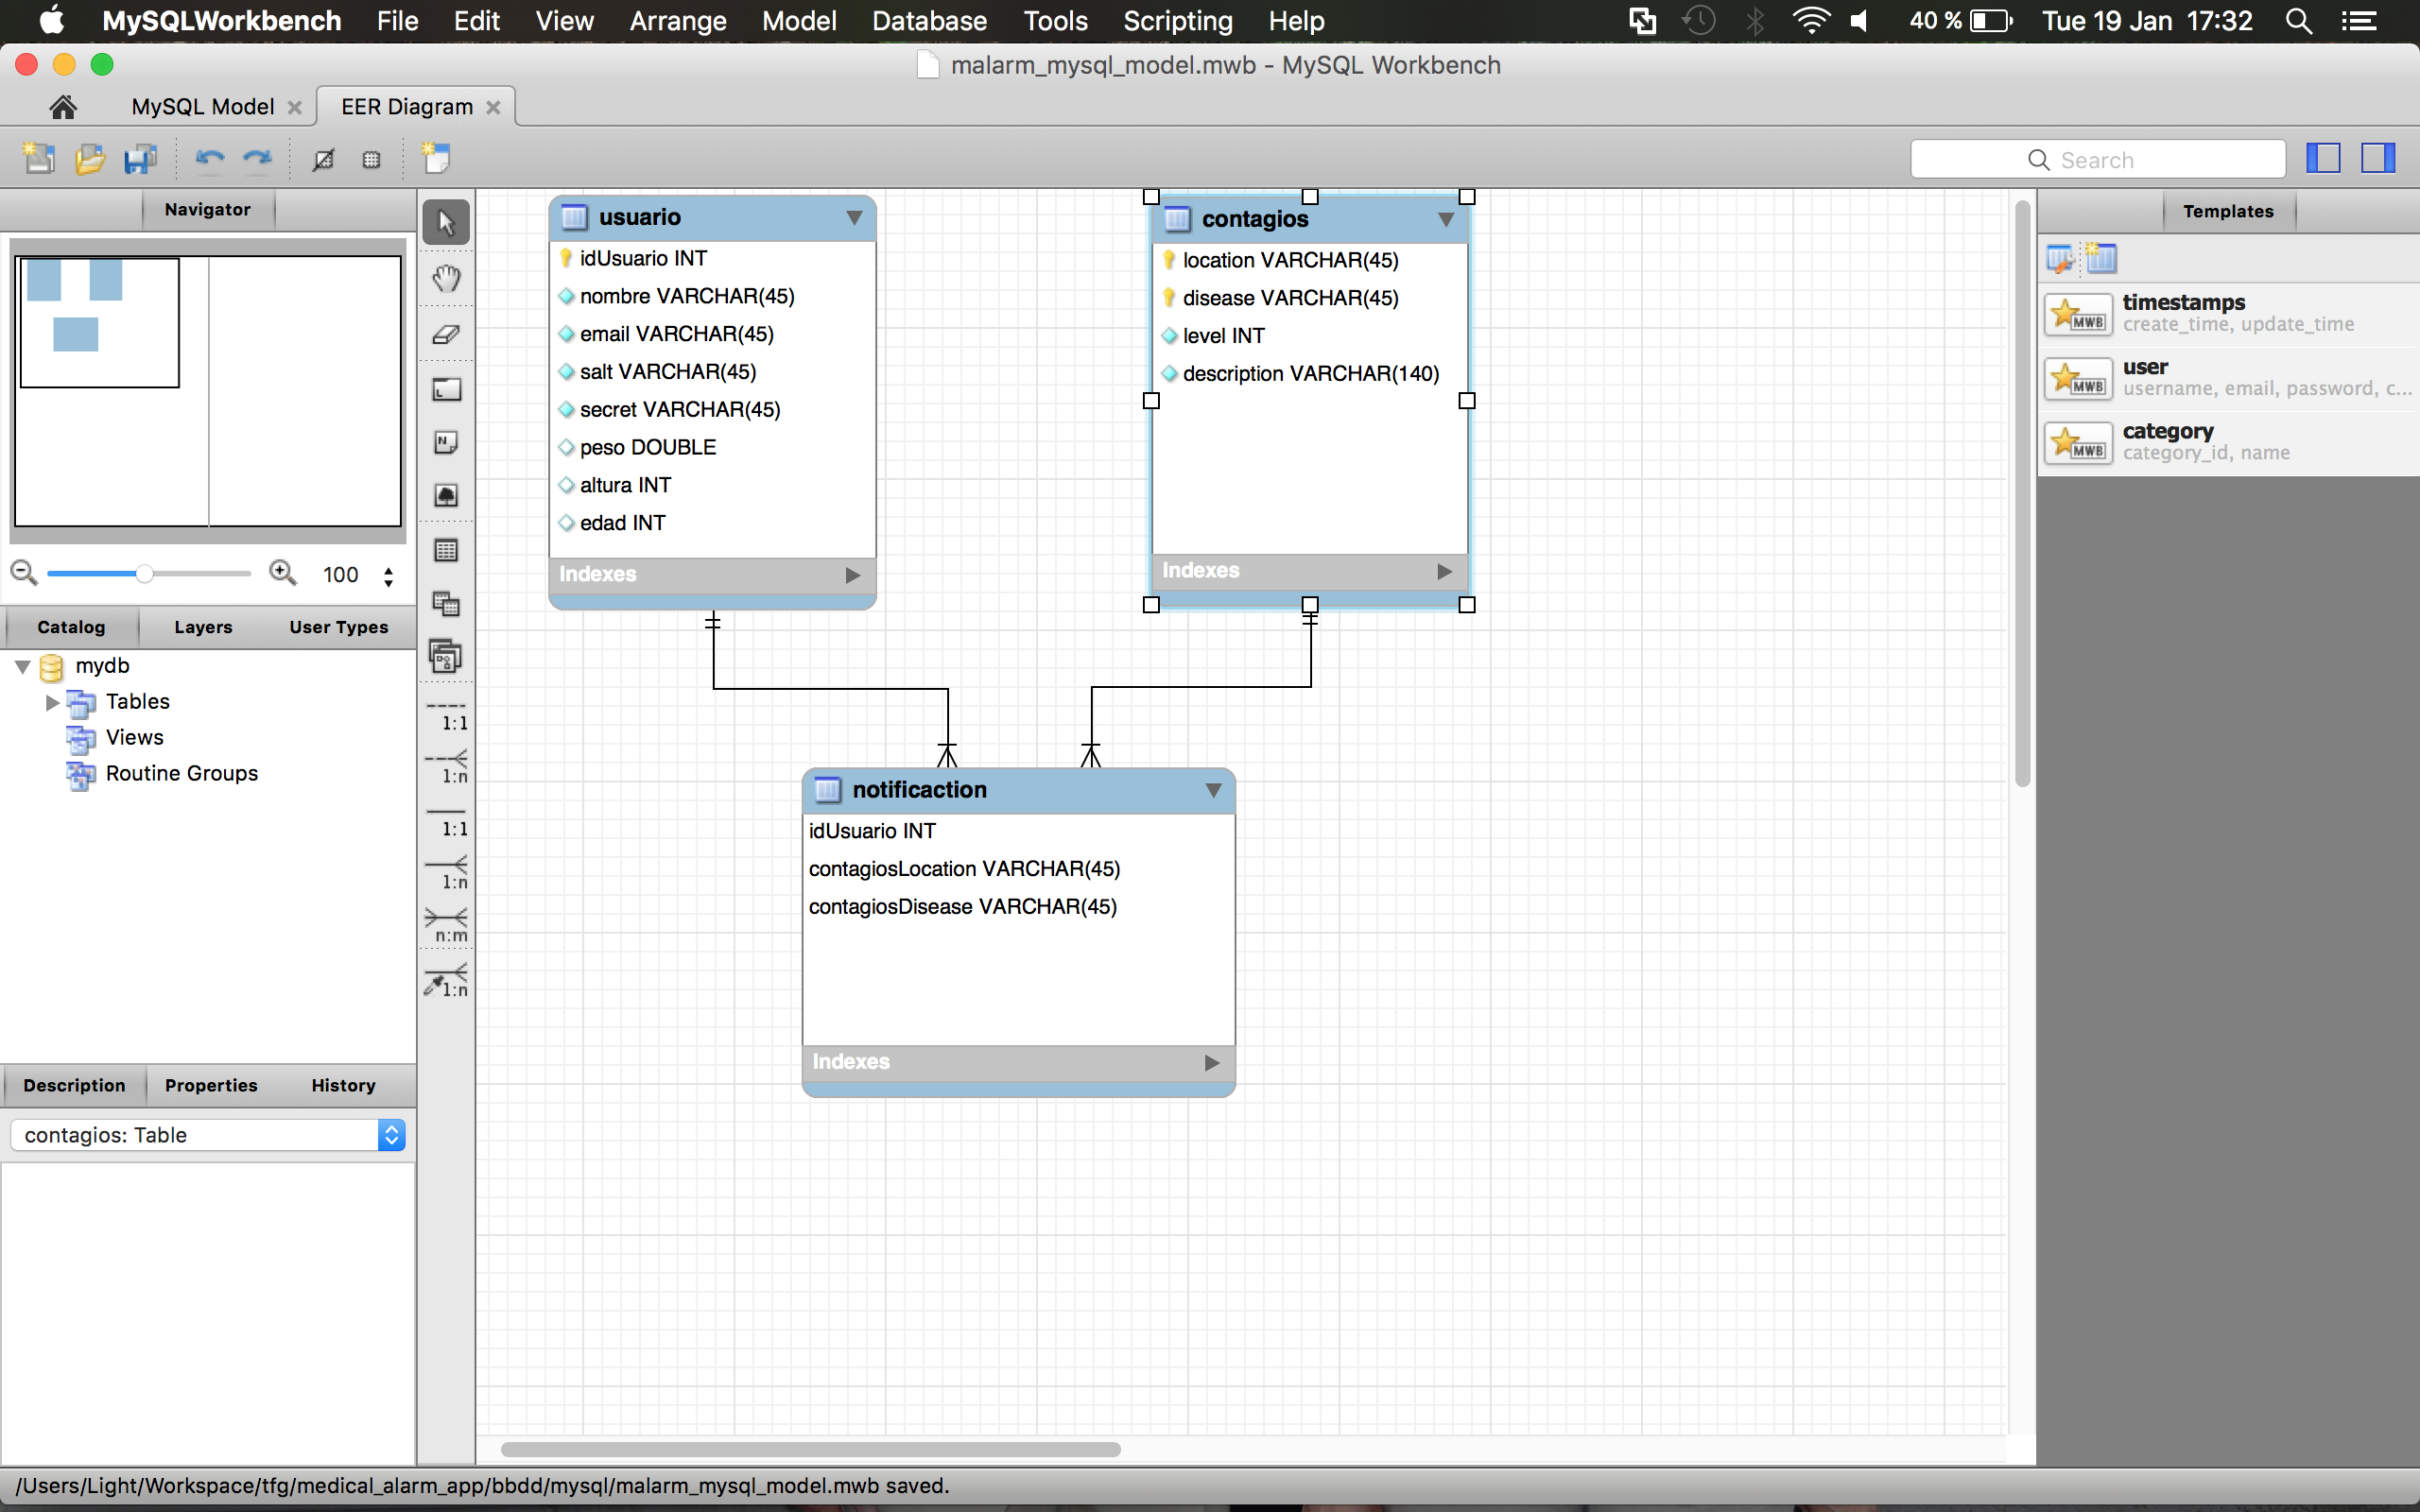 MySQLWorkbench File Edit View Arrange Model Database Tools Scripting Help 40 % Tue 19 Jan 17:32
malarm_mysql_model.mwb - MySQL Workbench
MySQL Model EER Diagram
Search
Navigator
100
Catalog Layers User Types
mydb
Tables
Views
Routine Groups
Description Properties History
contagios: Table
L
N
1:1
1:n
1:1
1:n
n:m
1:n
usuario
idUsuario INT
nombre VARCHAR(45)
email VARCHAR(45)
salt VARCHAR(45)
secret VARCHAR(45)
peso DOUBLE
altura INT
edad INT
Indexes
contagios
location VARCHAR(45)
disease VARCHAR(45)
level INT
description VARCHAR(140)
Indexes
notificaction
idUsuario INT
contagiosLocation VARCHAR(45)
contagiosDisease VARCHAR(45)
Indexes
Templates
MWB
timestamps
create_time, update_time
MWB
user
username, email, password, c...
MWB
category
category_id, name
/Users/Light/Workspace/tfg/medical_alarm_app/bbdd/mysql/malarm_mysql_model.mwb saved.